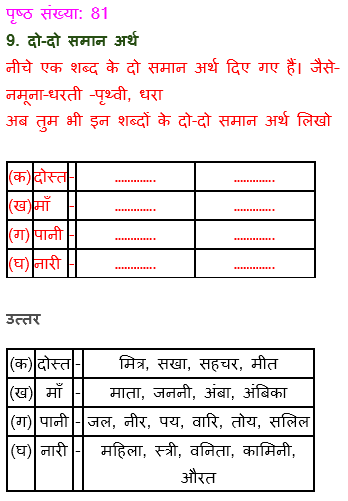 पृष्ठ संख्या: 81
9. दो-दो समान अर्थ
नीचे एक शब्द के दो समान अर्थ दिए गए हैं। जैसे-
नमूना-धरती -पृथ्वी, धरा
अब तुम भी इन शब्दों के दो-दो समान अर्थ लिखो
(क) दोस्त - ............. .............
(ख) माँ - ............. .............
(ग) पानी - ............. .............
(घ) नारी - ............. .............
उत्तर
(क) दोस्त - मित्र, सखा, सहचर, मीत
(ख) माँ - माता, जननी, अंबा, अंबिका
(ग) पानी - जल, नीर, पय, वारि, तोय, सलिल
(घ) नारी - महिला, स्त्री, वनिता, कामिनी,
औरत